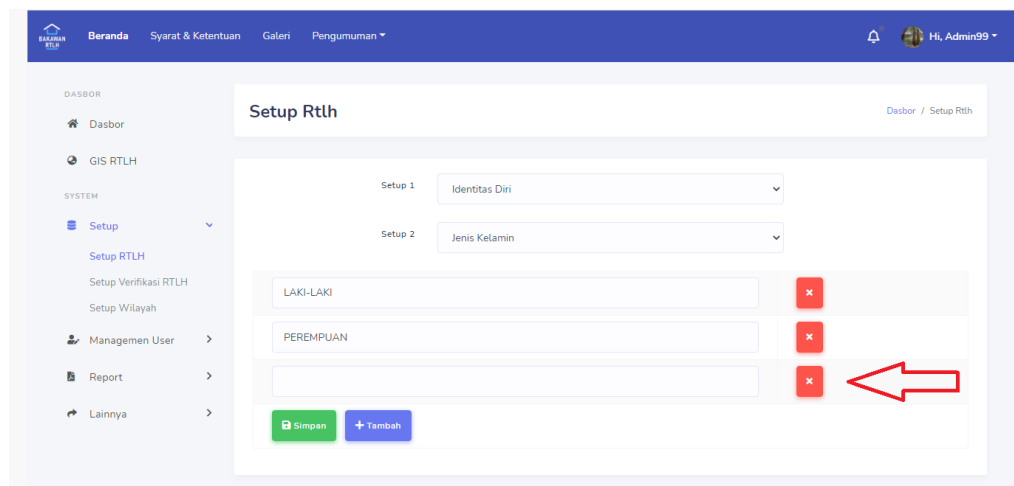 BAKAWAN
RTLH
Beranda Syarat & Ketentuan Galeri Pengumuman Hi, Admin99
DASBOR
Dasbor
GIS RTLH
SYSTEM
Setup
Setup RTLH
Setup Verifikasi RTLH
Setup Wilayah
Managemen User
Report
Lainnya
Setup Rtlh
Dasbor / Setup Rtlh
Setup 1 Identitas Diri
Setup 2 Jenis Kelamin
LAKI-LAKI
PEREMPUAN
Simpan
Tambah